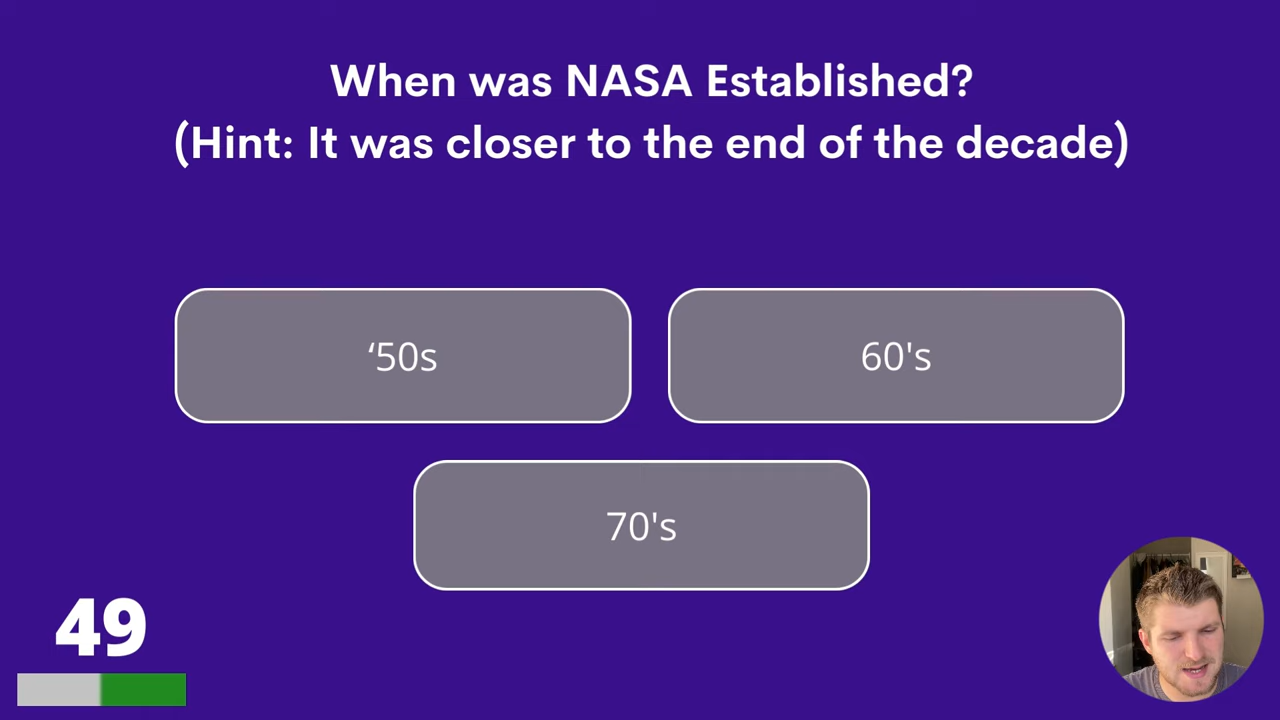 When was NASA Established?
(Hint: It was closer to the end of the decade)
‘50s
60's
70's
49